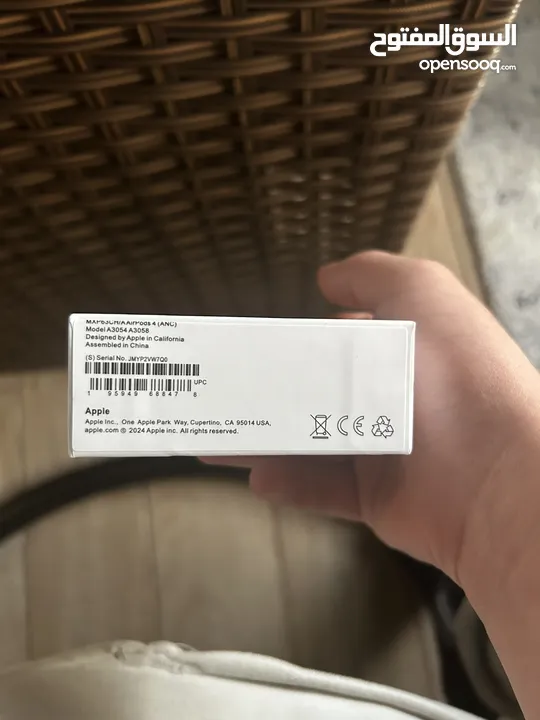 السوق المفتوح
opensooq.com
MXP63CH/A AirPods 4 (ANC)
Model A3054 A3058
Designed by Apple in California
Assembled in China
(S) Serial No. JMYP2VW7Q0
UPC
1 95949 68847 8
Apple
Apple Inc., One Apple Park Way, Cupertino, CA 95014 USA,
apple.com © 2024 Apple inc. All rights reserved.
CE